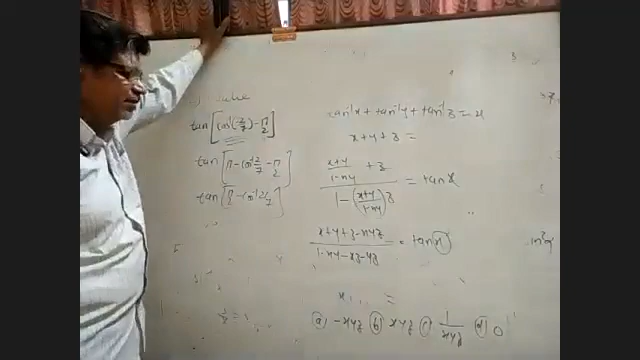 value
tan[cos⁻¹(-2/7) - π/2]
tan[π - cos⁻¹ 2/7 - π/2]
tan[π/2 - cos⁻¹ 2/7]
tan⁻¹x + tan⁻¹y + tan⁻¹z = π
x + y + z =
((x+y)/(1-xy) + z)/(1 - ((x+y)/(1-xy))z) = tan π
(x+y+z-xyz)/(1-xy-xz-yz) = tan π
(a) -xyz (b) xyz (c) 1/xyz (d) 0